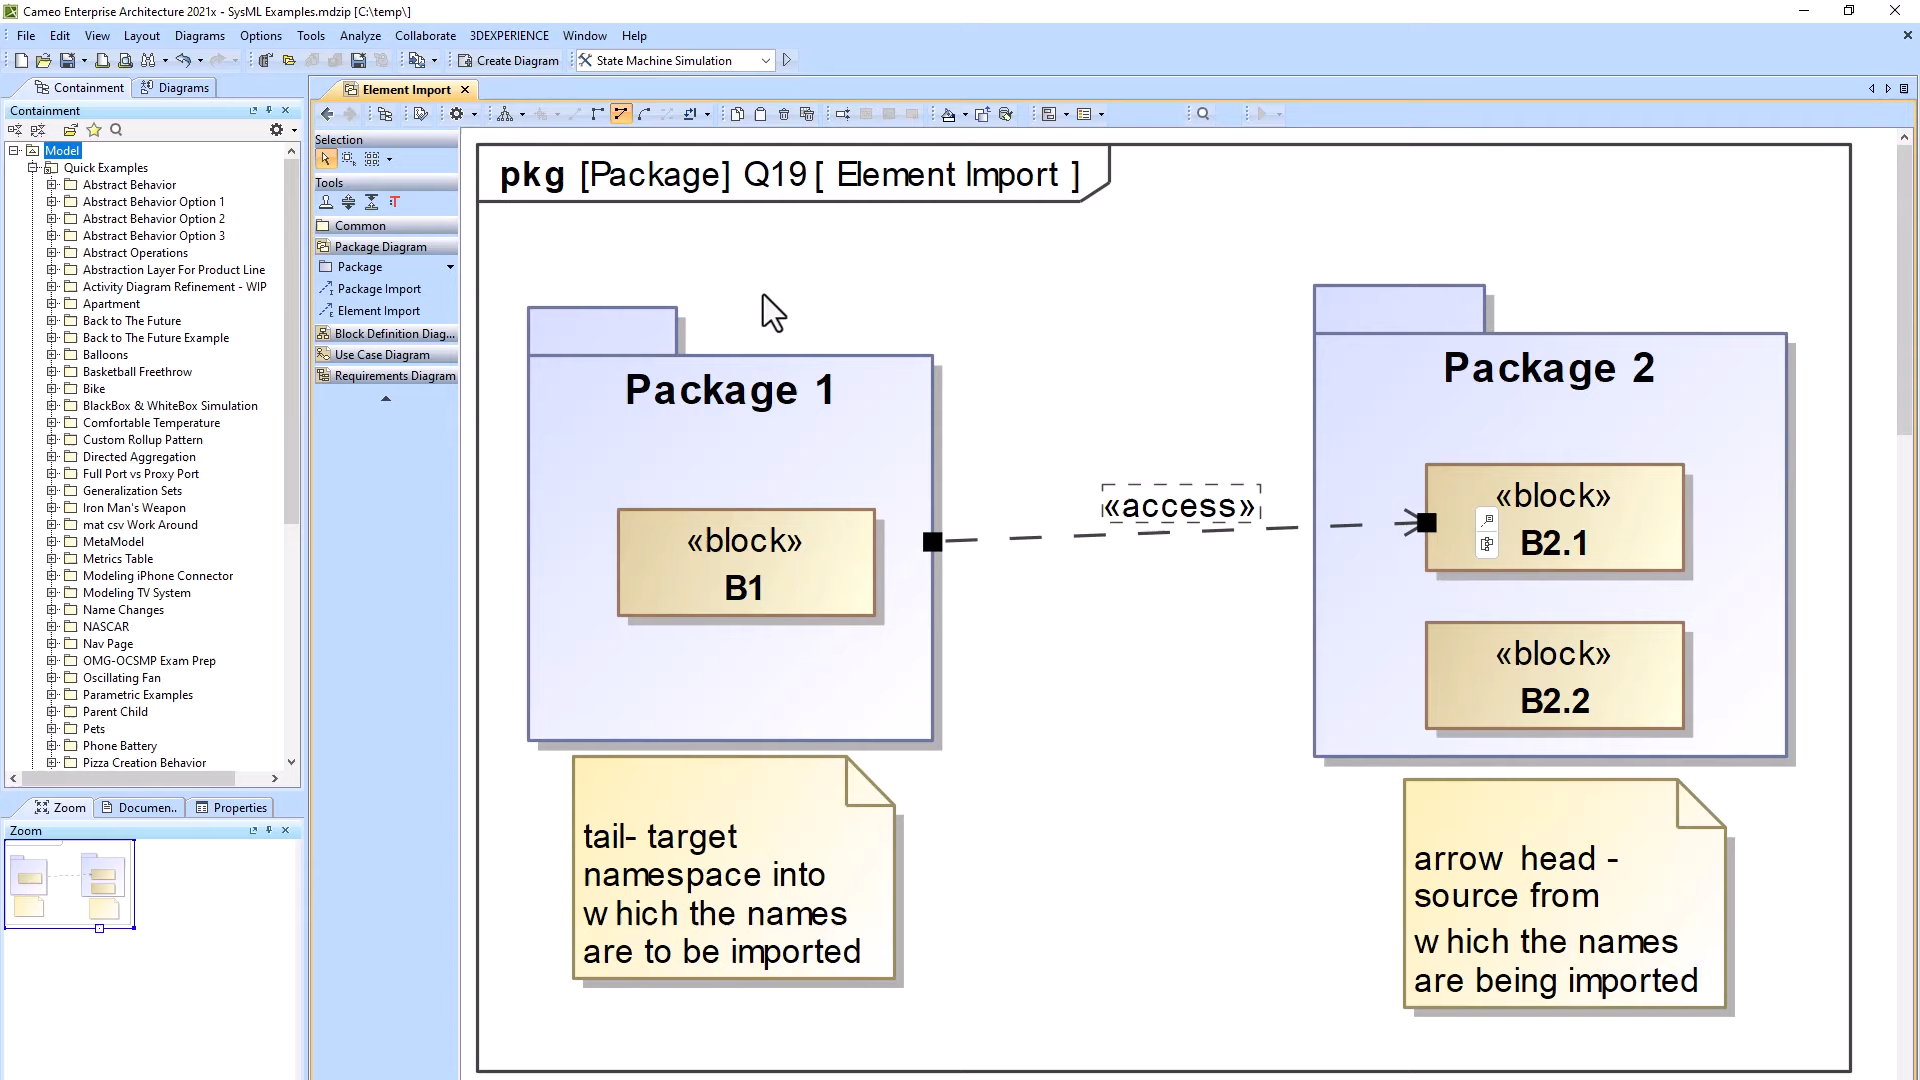 Cameo Enterprise Architecture 2021x - SysML Examples.mdzip [C:\temp\]
File Edit View Layout Diagrams Options Tools Analyze Collaborate 3DEXPERIENCE Window Help
Create Diagram State Machine Simulation
Containment Diagrams
Element Import
Containment
Model
Quick Examples
Abstract Behavior
Abstract Behavior Option 1
Abstract Behavior Option 2
Abstract Behavior Option 3
Abstract Operations
Abstraction Layer For Product Line
Activity Diagram Refinement - WIP
Apartment
Back to The Future
Back to The Future Example
Balloons
Basketball Freethrow
Bike
BlackBox & WhiteBox Simulation
Comfortable Temperature
Custom Rollup Pattern
Directed Aggregation
Full Port vs Proxy Port
Generalization Sets
Iron Man's Weapon
mat csv Work Around
MetaModel
Metrics Table
Modeling iPhone Connector
Modeling TV System
Name Changes
NASCAR
Nav Page
OMG-OCSMP Exam Prep
Oscillating Fan
Parametric Examples
Parent Child
Pets
Phone Battery
Pizza Creation Behavior
Zoom Documen.. Properties
Zoom
Selection
Tools
Common
Package Diagram
Package
Package Import
Element Import
Block Definition Diag...
Use Case Diagram
Requirements Diagram
pkg [Package] Q19 [ Element Import ]
Package 1
«block»
B1
«access»
Package 2
«block»
B2.1
«block»
B2.2
tail- target
namespace into
which the names
are to be imported
arrow head -
source from
which the names
are being imported